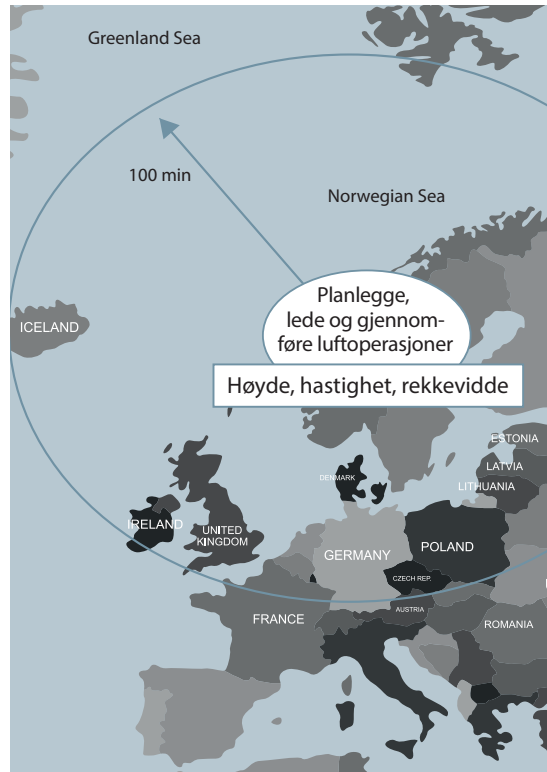 Greenland Sea
100 min
Norwegian Sea
Planlegge,
lede og gjennom-
føre luftoperasjoner
ICELAND
Høyde, hastighet, rekkevidde
ESTONIA
LATVIA
DENMARK
LITHUANIA
IRELAND
UNITED
KINGDOM
GERMANY
POLAND
CZECH REP.
AUSTRIA
FRANCE
ROMANIA